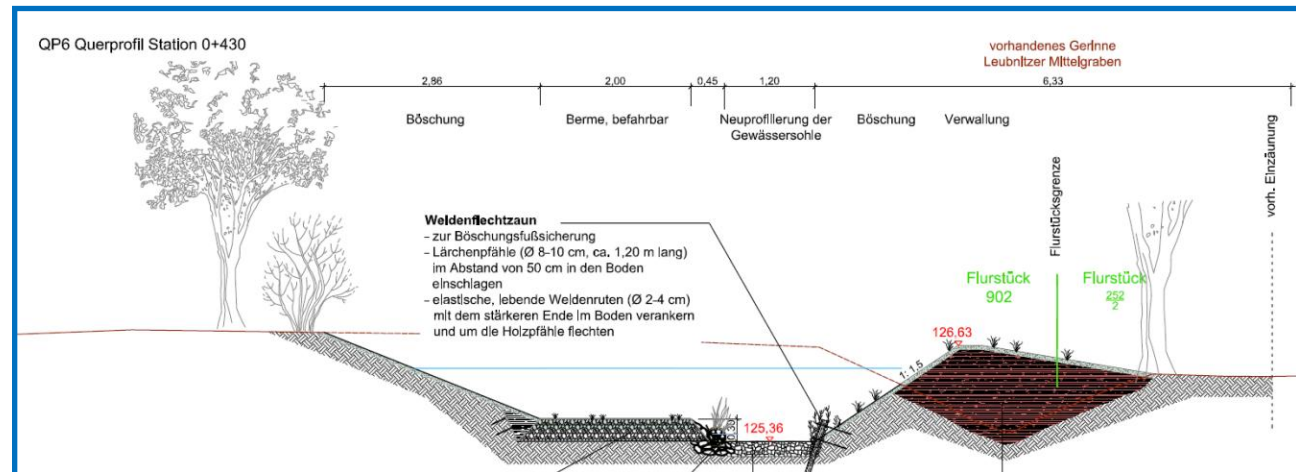 QP6 Querprofil Station 0+430
vorhandenes Gerinne
Leubnitzer Mittelgraben
2,86
2,00
0,45
1,20
6,33
Böschung
Berme, befahrbar
Neuprofilierung der
Gewässersohle
Böschung
Verwallung
Flurstücksgrenze
vorh. Einzäunung
Weidenflechtzaun
- zur Böschungsfußsicherung
- Lärchenpfähle (Ø 8-10 cm, ca. 1,20 m lang)
im Abstand von 50 cm in den Boden
einschlagen
- elastische, lebende Weidenruten (Ø 2-4 cm)
mit dem stärkeren Ende im Boden verankern
und um die Holzpfähle flechten
Flurstück
902
Flurstück
252
2
126,63
1: 1,5
0,30
125,36